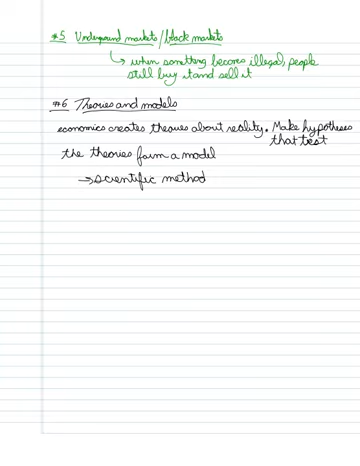 #5 Underground markets/black markets
↳ when something becomes illegal, people
still buy it and sell it
#6 Theories and models
economics creates theories about reality. Make hypotheses
that test
the theories form a model
→ scientific method